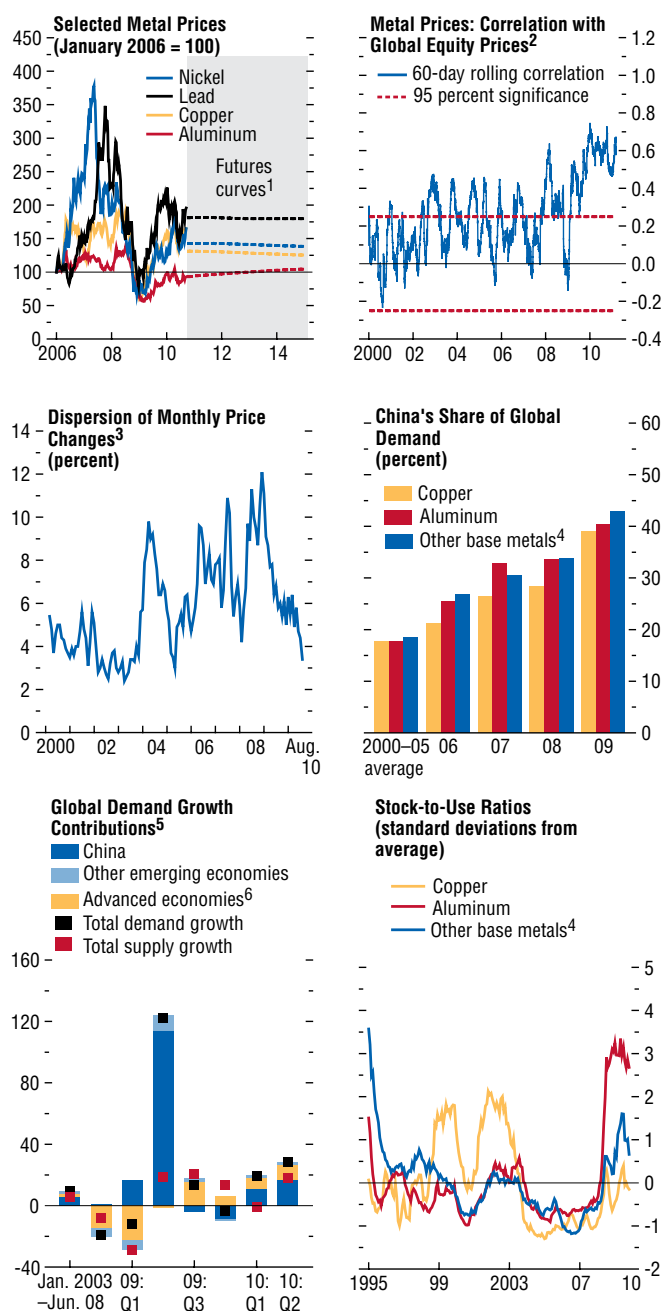 Selected Metal Prices
(January 2006 = 100)
450
400
350
300
250
200
150
100
50
0
Nickel
Lead
Copper
Aluminum
Futures
curves1
2006
08
10
12
14
Metal Prices: Correlation with
Global Equity Prices2
60-day rolling correlation
95 percent significance
1.2
1.0
0.8
0.6
0.4
0.2
0.0
-0.2
-0.4
2000
02
04
06
08
10
Dispersion of Monthly Price
Changes3
(percent)
14
12
10
8
6
4
2
0
2000
02
04
06
08
Aug.
10
China's Share of Global
Demand
(percent)
Copper
Aluminum
Other base metals4
60
50
40
30
20
10
0
2000–05
average
06
07
08
09
Global Demand Growth
Contributions5
China
Other emerging economies
Advanced economies6
Total demand growth
Total supply growth
160
120
80
40
0
-40
Jan. 2003
–Jun. 08
09:
Q1
09:
Q3
10:
Q1
10:
Q2
Stock-to-Use Ratios
(standard deviations from
average)
Copper
Aluminum
Other base metals4
5
4
3
2
1
0
-1
-2
1995
99
2003
07
10